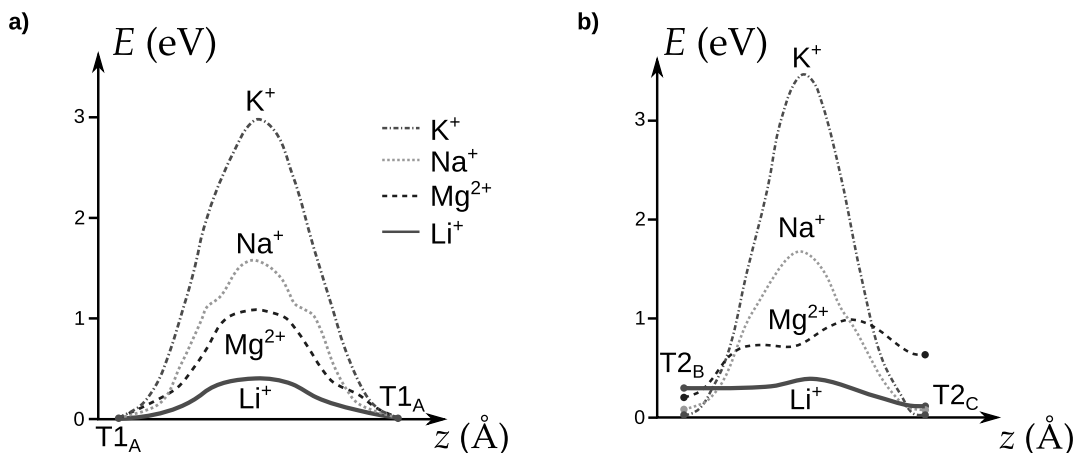 a)
E (eV)
3
2
1
0
K⁺
Na⁺
Mg²⁺
Li⁺
T1A
T1A
z (Å)
K⁺
Na⁺
Mg²⁺
Li⁺
b)
E (eV)
3
2
1
0
K⁺
Na⁺
Mg²⁺
Li⁺
T2B
T2C
z (Å)